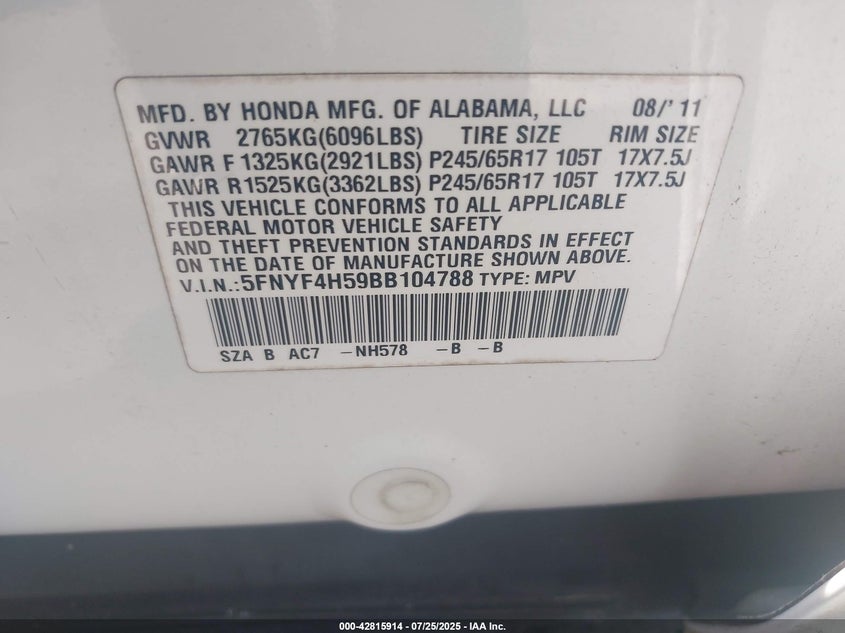 MFD. BY HONDA MFG. OF ALABAMA, LLC 08/'11
GVWR 2765KG(6096LBS) TIRE SIZE RIM SIZE
GAWR F 1325KG(2921LBS) P245/65R17 105T 17X7.5J
GAWR R1525KG(3362LBS) P245/65R17 105T 17X7.5J
THIS VEHICLE CONFORMS TO ALL APPLICABLE
FEDERAL MOTOR VEHICLE SAFETY
AND THEFT PREVENTION STANDARDS IN EFFECT
ON THE DATE OF MANUFACTURE SHOWN ABOVE.
V.I.N.:5FNYF4H59BB104788 TYPE: MPV
SZA B AC7 -NH578 -B -B
000-42815914 - 07/25/2025 - IAA Inc.